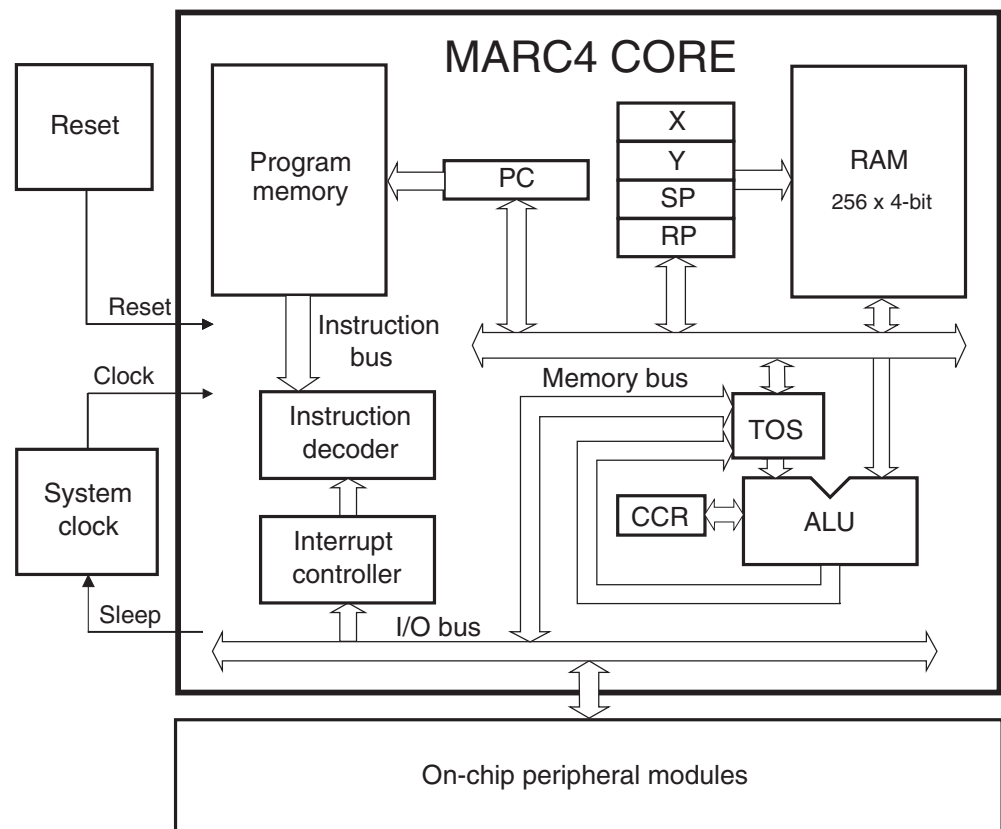 MARC4 CORE
Reset
Program
memory
PC
X
Y
SP
RP
RAM
256 x 4-bit
Reset
Instruction
bus
Clock
Memory bus
Instruction
decoder
TOS
System
clock
CCR
ALU
Interrupt
controller
Sleep
I/O bus
On-chip peripheral modules